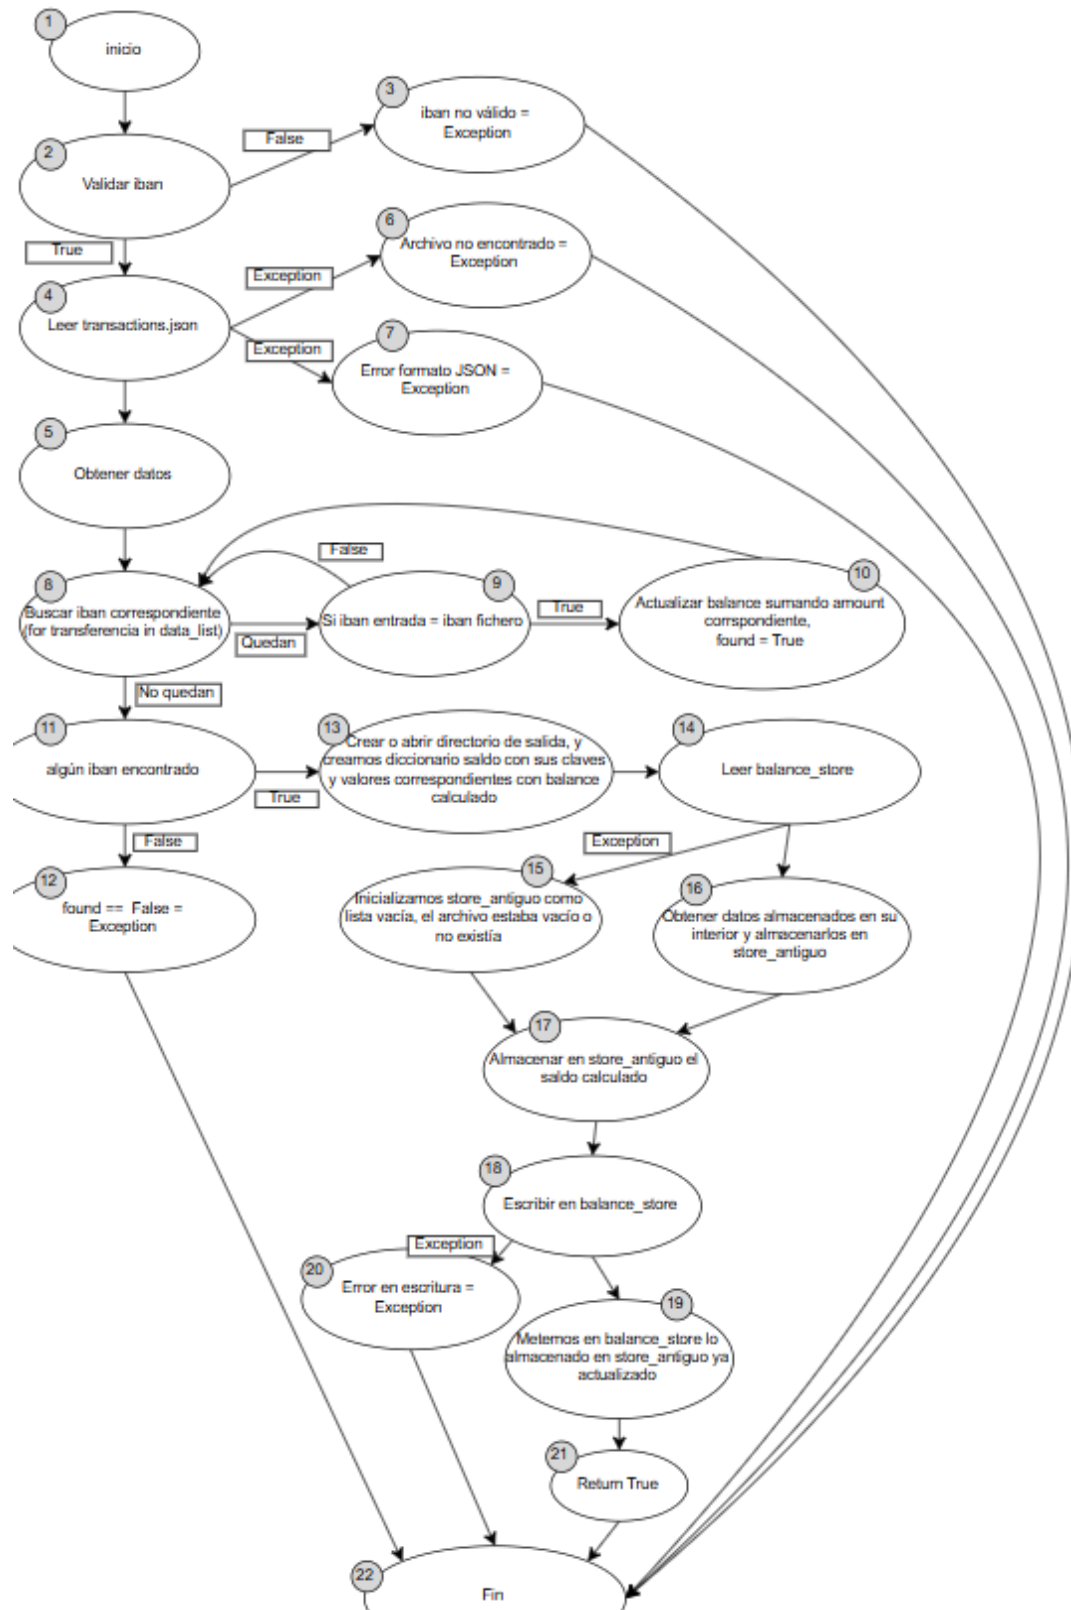 1
inicio
2
Validar iban
False
3
iban no válido =
Exception
True
4
Leer transactions.json
Exception
6
Archivo no encontrado =
Exception
Exception
7
Error formato JSON =
Exception
5
Obtener datos
8
Buscar iban correspondiente
(for transferencia in data_list)
False
Quedan
9
Si iban entrada = iban fichero
True
10
Actualizar balance sumando amount
corrspondiente,
found = True
No quedan
11
algún iban encontrado
True
13
Crear o abrir directorio de salida, y
creamos diccionario saldo con sus claves
y valores correspondientes con balance
calculado
14
Leer balance_store
False
12
found == False =
Exception
Exception
15
Inicializamos store_antiguo como
lista vacía, el archivo estaba vacío o
no existía
16
Obtener datos almacenados en su
interior y almacenarlos en
store_antiguo
17
Almacenar en store_antiguo el
saldo calculado
18
Escribir en balance_store
Exception
20
Error en escritura =
Exception
19
Metemos en balance_store lo
almacenado en store_antiguo ya
actualizado
21
Return True
22
Fin